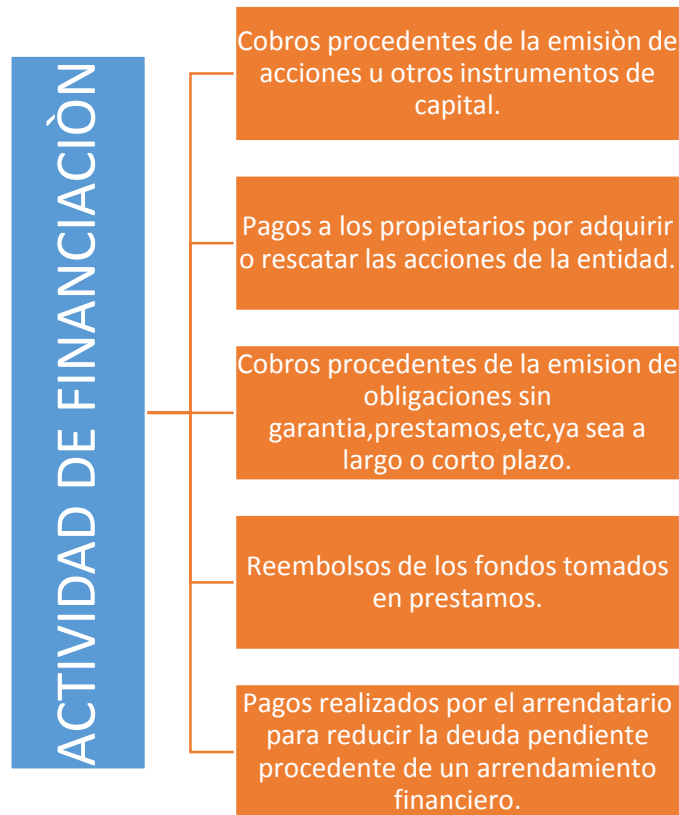 ACTIVIDAD DE FINANCIACIÒN
Cobros procedentes de la emisiòn de
acciones u otros instrumentos de
capital.
Pagos a los propietarios por adquirir
o rescatar las acciones de la entidad.
Cobros procedentes de la emision de
obligaciones sin
garantia,prestamos,etc,ya sea a
largo o corto plazo.
Reembolsos de los fondos tomados
en prestamos.
Pagos realizados por el arrendatario
para reducir la deuda pendiente
procedente de un arrendamiento
financiero.